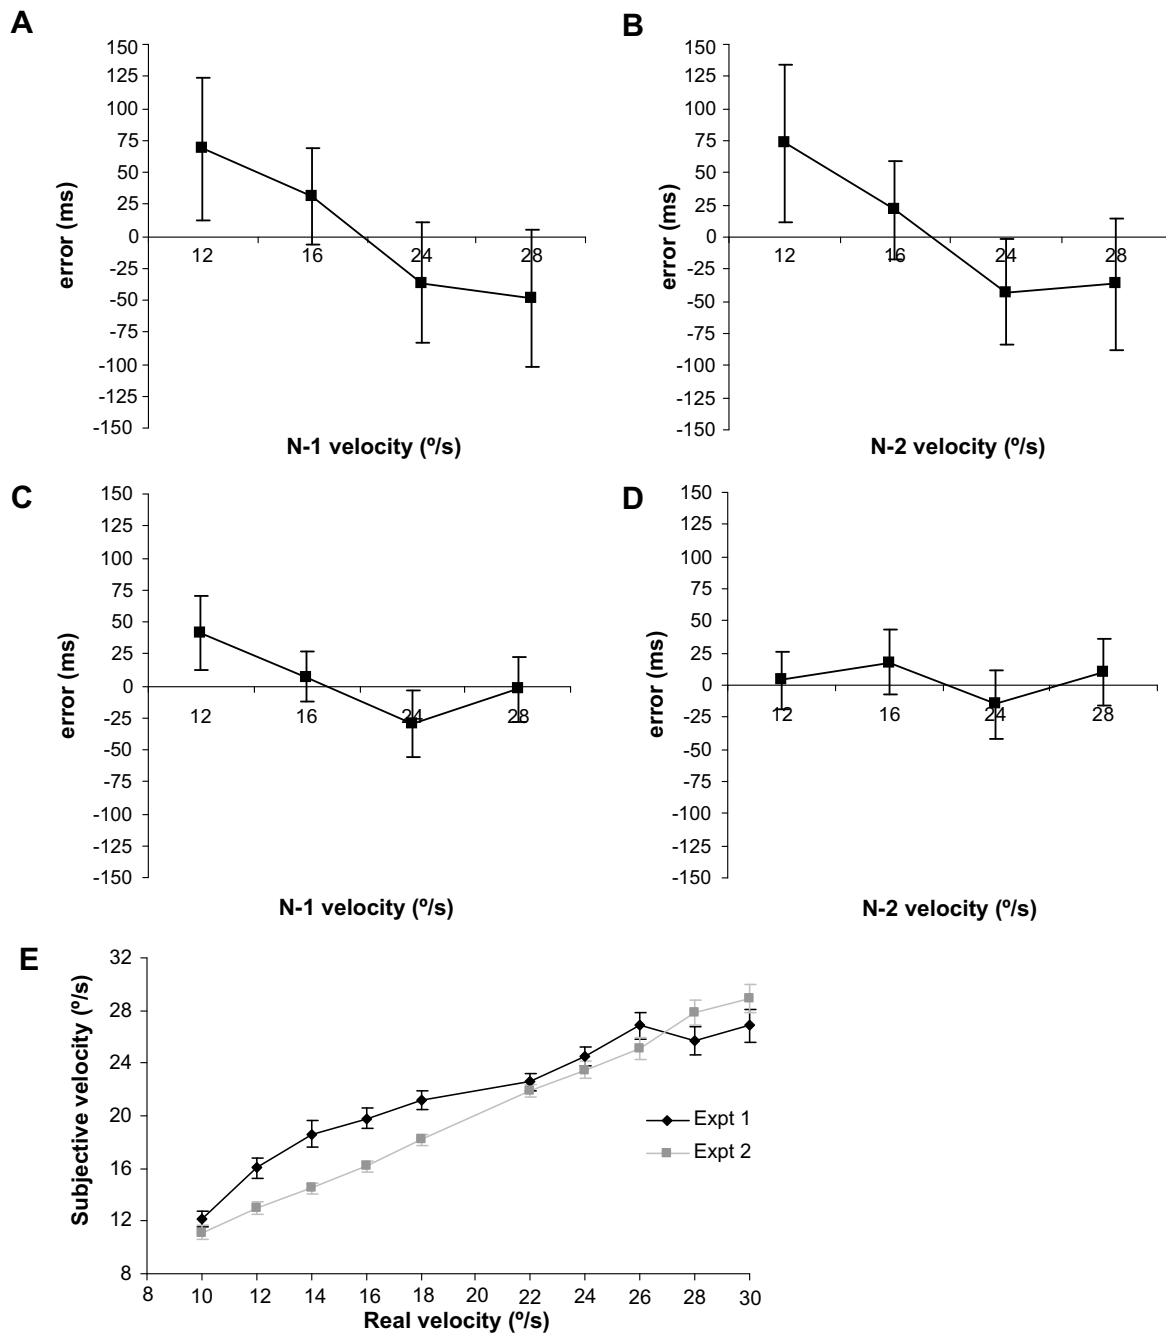 A
150
125
100
75
50
25
0
-25
-50
-75
-100
-125
-150
error (ms)
12 16 24 28
N-1 velocity (º/s)
B
150
125
100
75
50
25
0
-25
-50
-75
-100
-125
-150
error (ms)
12 16 24 28
N-2 velocity (º/s)
C
150
125
100
75
50
25
0
-25
-50
-75
-100
-125
-150
error (ms)
12 16 24 28
N-1 velocity (º/s)
D
150
125
100
75
50
25
0
-25
-50
-75
-100
-125
-150
error (ms)
12 16 24 28
N-2 velocity (º/s)
E
32
28
24
20
16
12
8
Subjective velocity (º/s)
Expt 1
Expt 2
8 10 12 14 16 18 20 22 24 26 28 30
Real velocity (º/s)